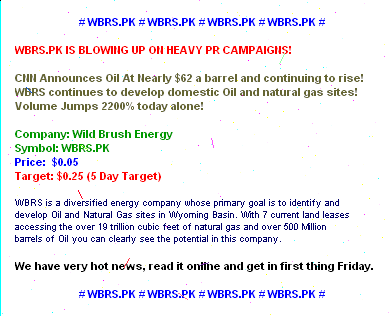 # WBRS.PK # WBRS.PK # WBRS.PK # WBRS.PK #
WBRS.PK IS BLOWING UP ON HEAVY PR CAMPAIGNS!
CNN Announces Oil At Nearly $62 a barrel and continuing to rise!
WBRS continues to develop domestic Oil and natural gas sites!
Volume Jumps 2200% today alone!
Company: Wild Brush Energy
Symbol: WBRS.PK
Price: $0.05
Target: $0.25 (5 Day Target)
WBRS is a diversified energy company whose primary goal is to identify and
develop Oil and Natural Gas sites in Wyoming Basin. With 7 current land leases
accessing the over 19 trillion cubic feet of natural gas and over 500 Million
barrels of Oil you can clearly see the potential in this company.
We have very hot news, read it online and get in first thing Friday.
# WBRS.PK # WBRS.PK # WBRS.PK # WBRS.PK #